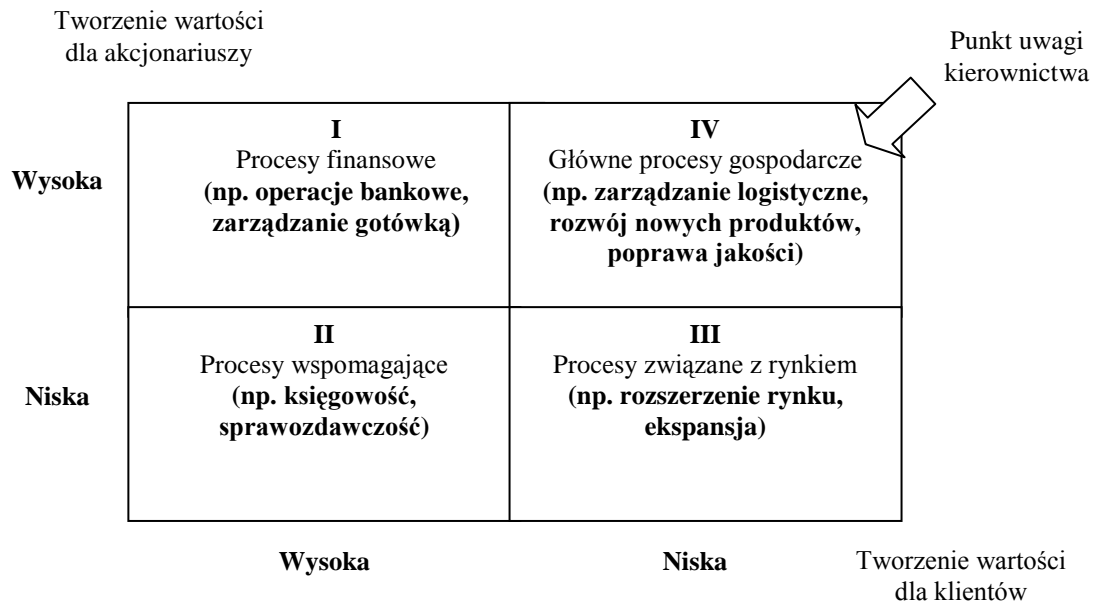 Tworzenie wartości
dla akcjonariuszy
Punkt uwagi
kierownictwa
Wysoka
I
Procesy finansowe
(np. operacje bankowe,
zarządzanie gotówką)
IV
Główne procesy gospodarcze
(np. zarządzanie logistyczne,
rozwój nowych produktów,
poprawa jakości)
Niska
II
Procesy wspomagające
(np. księgowość,
sprawozdawczość)
III
Procesy związane z rynkiem
(np. rozszerzenie rynku,
ekspansja)
Wysoka
Niska
Tworzenie wartości
dla klientów